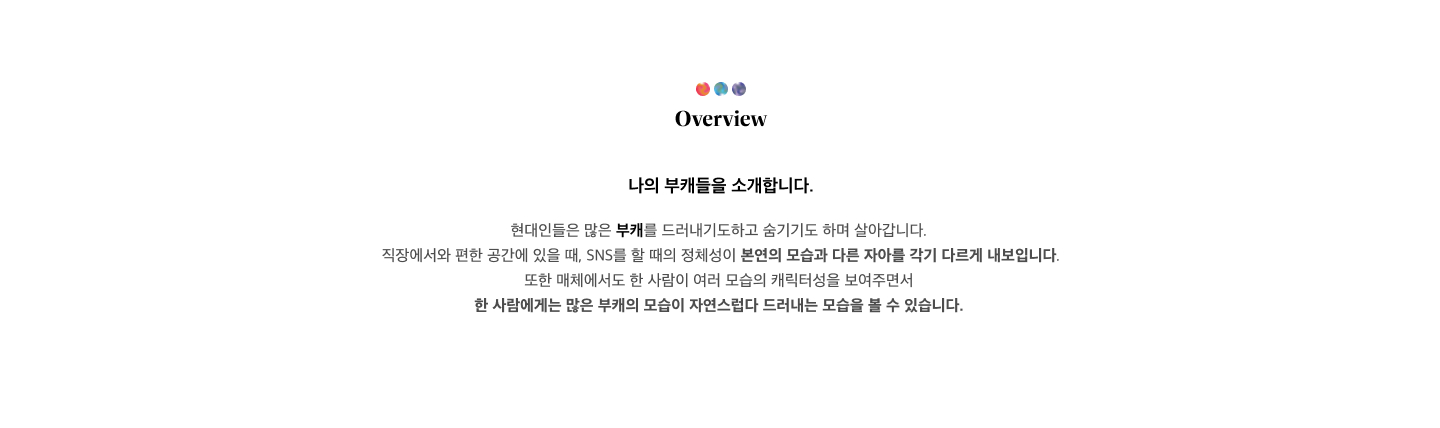 Overview
나의 부캐들을 소개합니다.
현대인들은 많은 부캐를 드러내기도하고 숨기기도 하며 살아갑니다.
직장에서와 편한 공간에 있을 때, SNS를 할 때의 정체성이 본연의 모습과 다른 자아를 각기 다르게 내보입니다.
또한 매체에서도 한 사람이 여러 모습의 캐릭터성을 보여주면서
한 사람에게는 많은 부캐의 모습이 자연스럽다 드러내는 모습을 볼 수 있습니다.